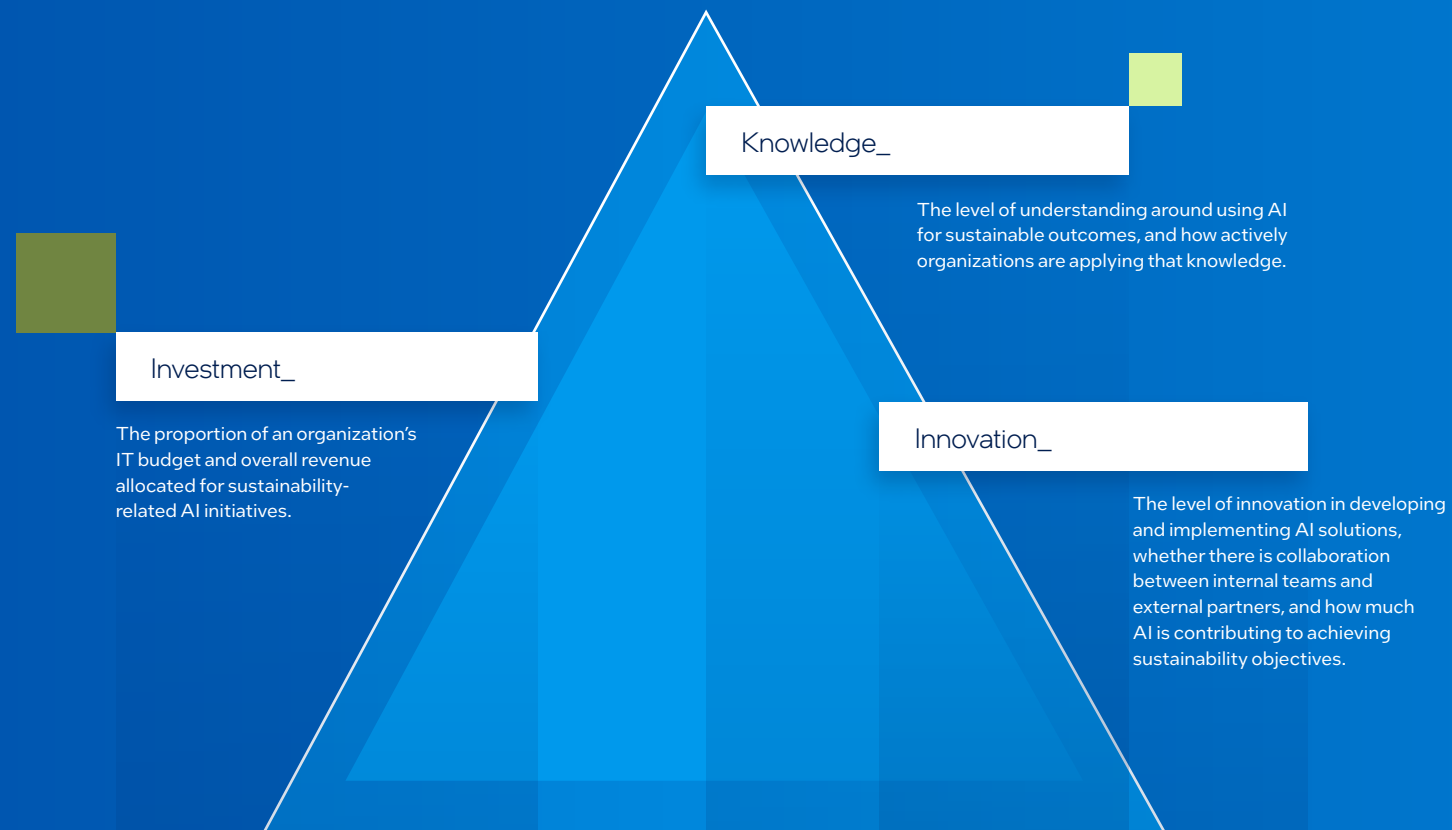 Knowledge_
The level of understanding around using AI
for sustainable outcomes, and how actively
organizations are applying that knowledge.
Investment_
The proportion of an organization’s
IT budget and overall revenue
allocated for sustainability-
related AI initiatives.
Innovation_
The level of innovation in developing
and implementing AI solutions,
whether there is collaboration
between internal teams and
external partners, and how much
AI is contributing to achieving
sustainability objectives.